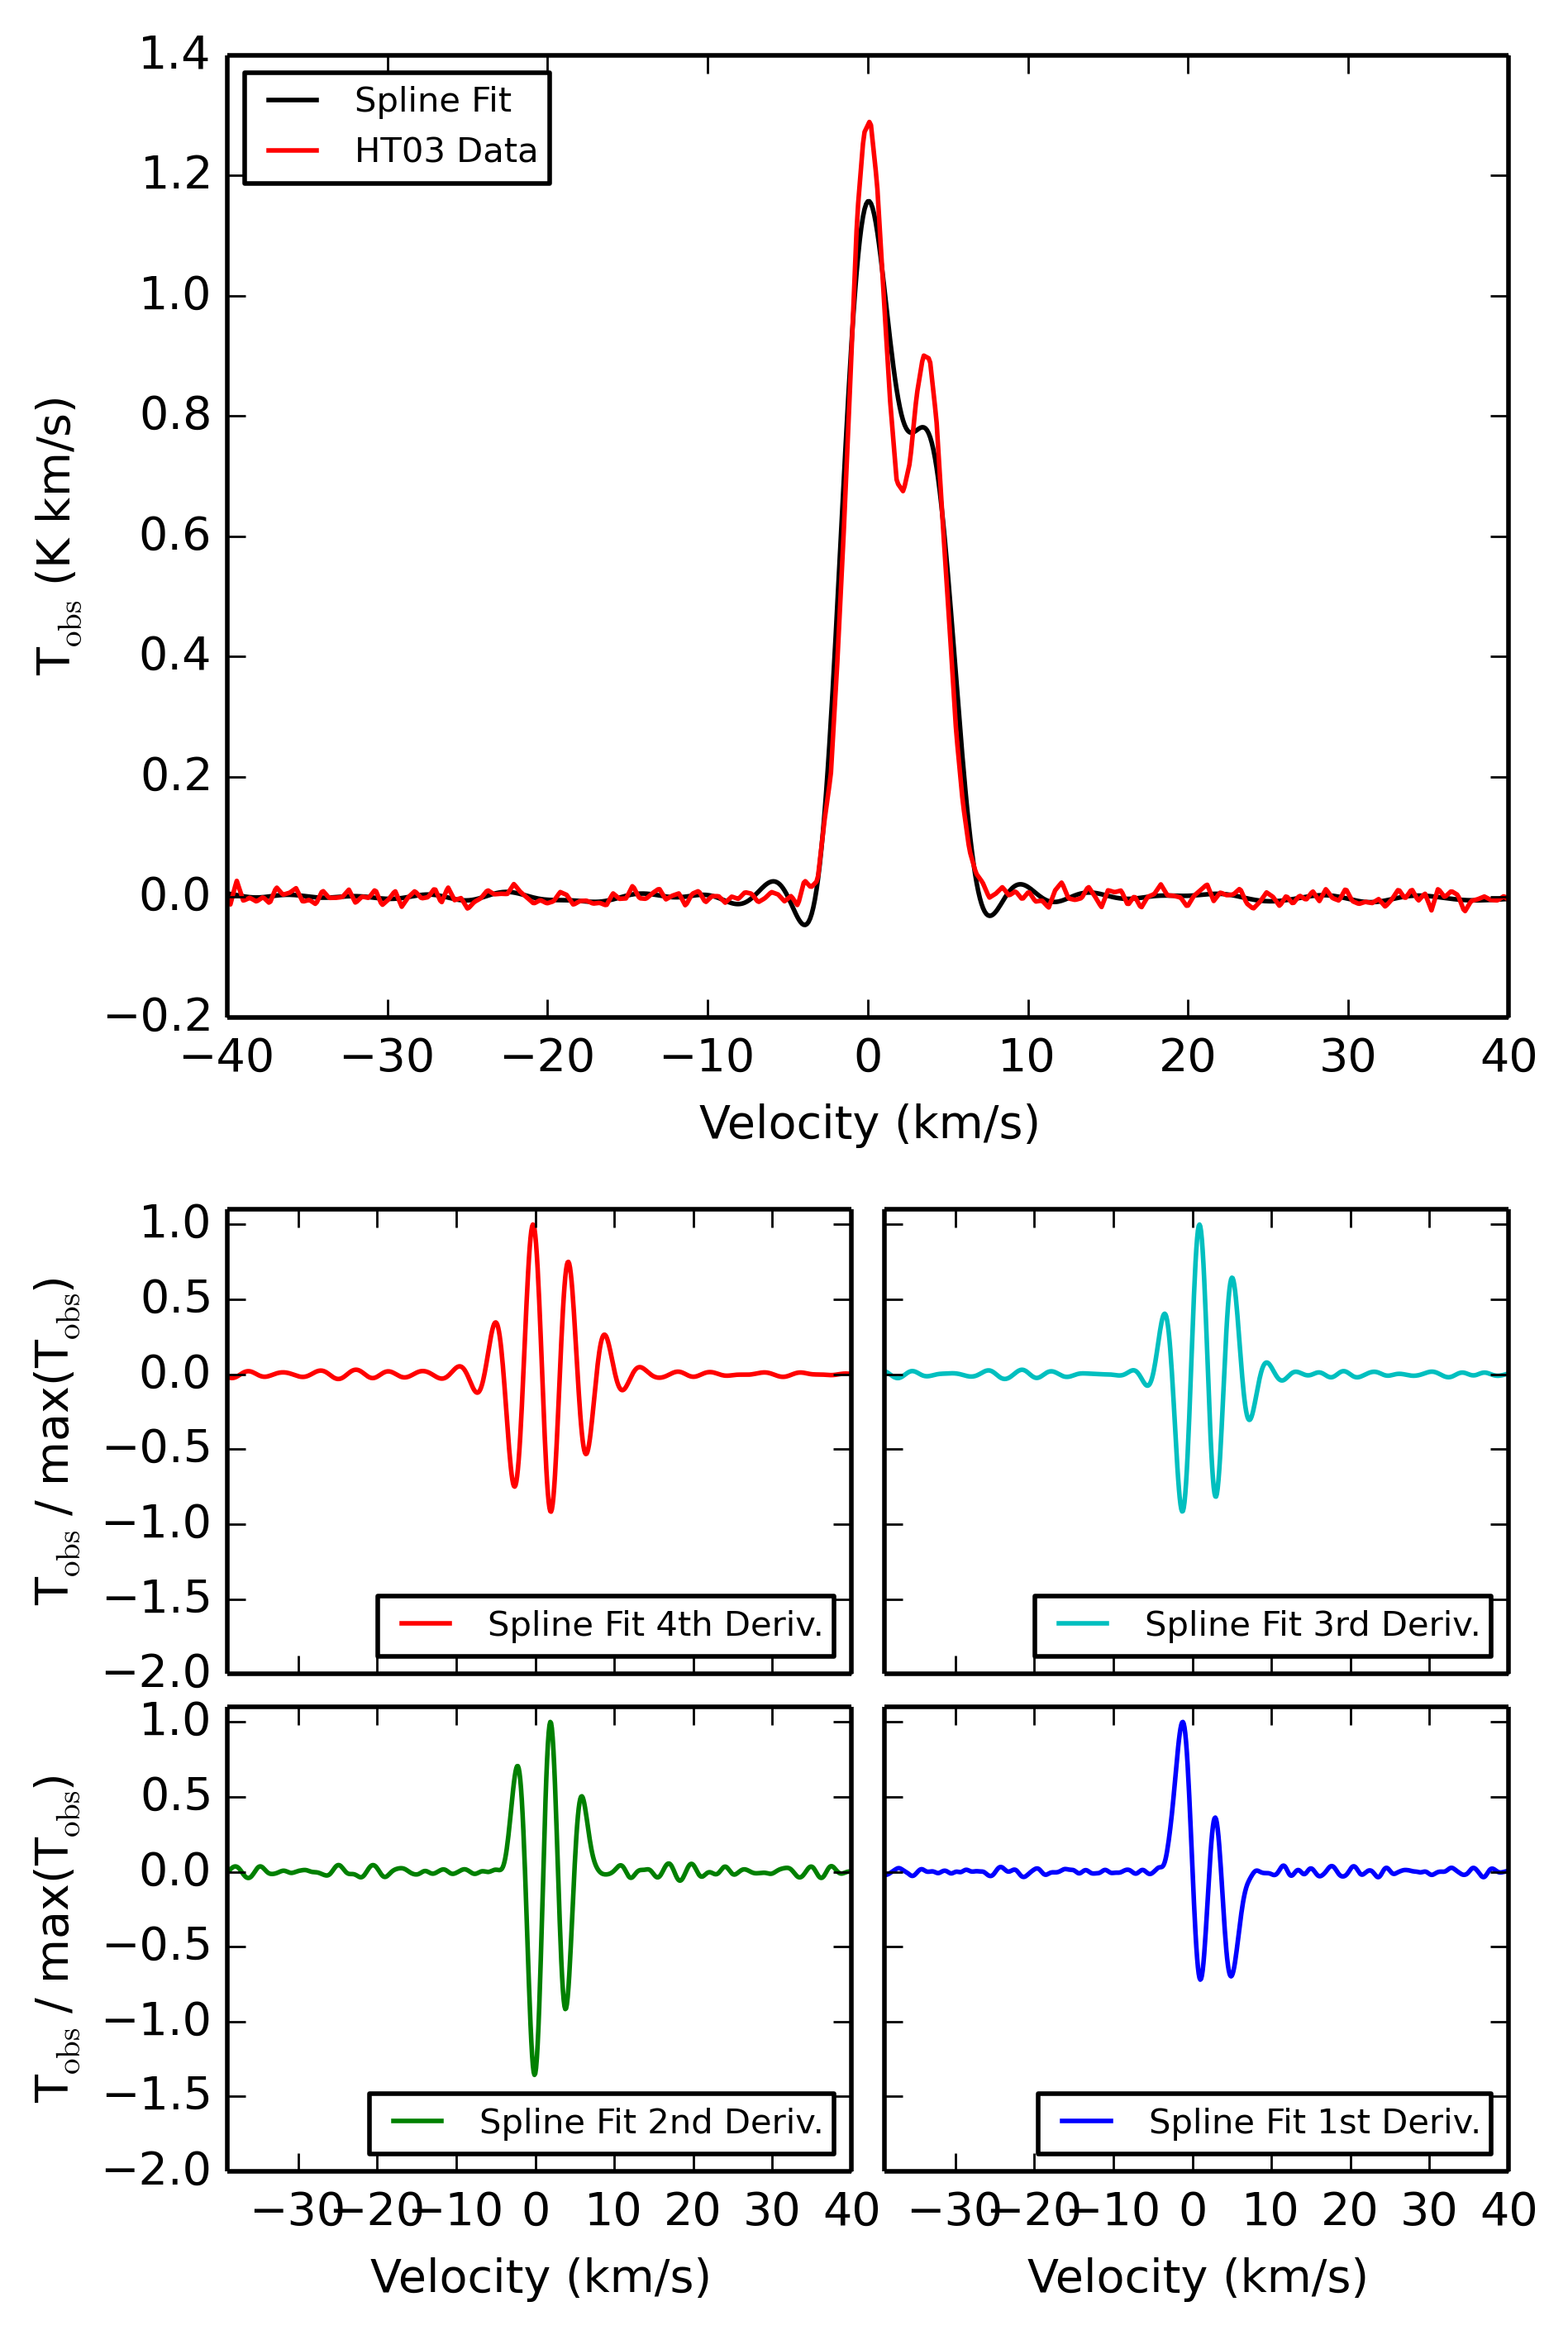 1.4
1.2
1.0
0.8
0.6
0.4
0.2
0.0
−0.2
T_obs (K km/s)
Spline Fit
HT03 Data
−40 −30 −20 −10 0 10 20 30 40
Velocity (km/s)
1.0
0.5
0.0
−0.5
−1.0
−1.5
−2.0
T_obs / max(T_obs)
Spline Fit 4th Deriv.
Spline Fit 3rd Deriv.
1.0
0.5
0.0
−0.5
−1.0
−1.5
−2.0
T_obs / max(T_obs)
Spline Fit 2nd Deriv.
Spline Fit 1st Deriv.
−30 −20 −10 0 10 20 30 40
−30 −20 −10 0 10 20 30 40
Velocity (km/s)
Velocity (km/s)